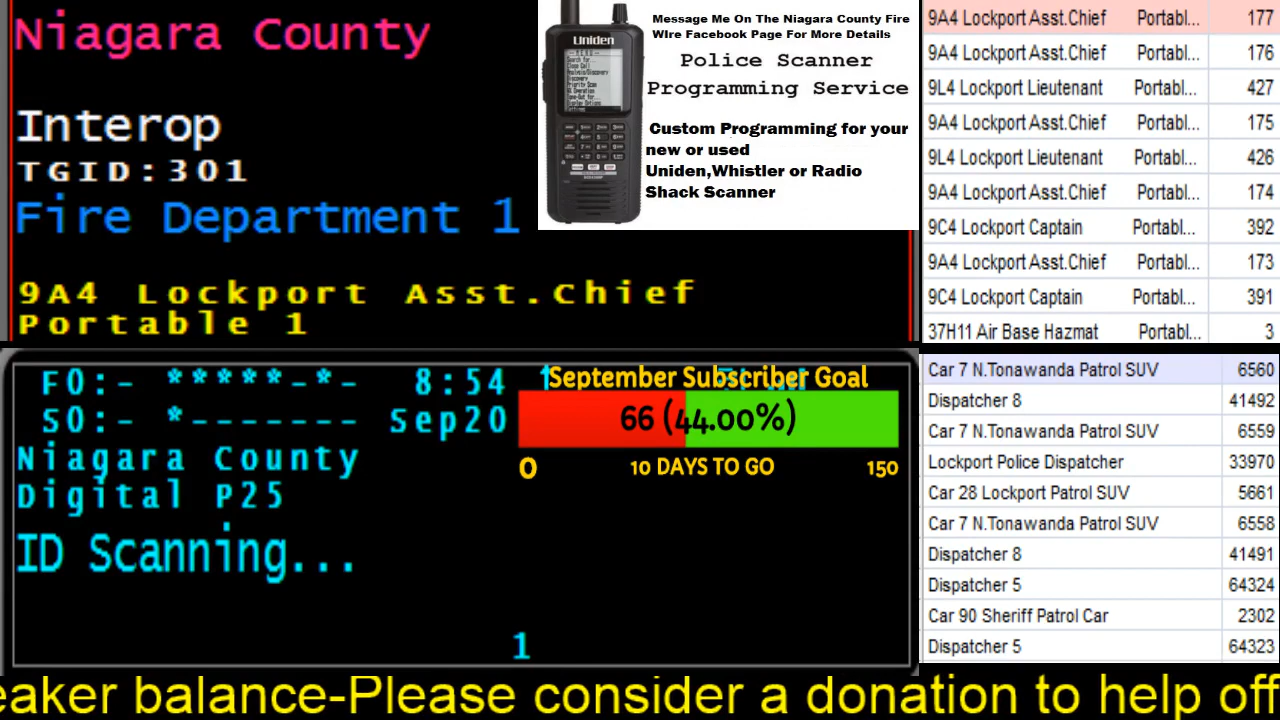 Niagara County
Interop
TGID:301
Fire Department 1
9A4 Lockport Asst.Chief
Portable 1
Uniden
Message Me On The Niagara County Fire
WIre Facebook Page For More Details
Police Scanner
Programming Service
Custom Programming for your
new or used
Uniden,Whistler or Radio
Shack Scanner
9A4 Lockport Asst.Chief Portabl... 177
9A4 Lockport Asst.Chief Portabl... 176
9L4 Lockport Lieutenant Portabl... 427
9A4 Lockport Asst.Chief Portabl... 175
9L4 Lockport Lieutenant Portabl... 426
9A4 Lockport Asst.Chief Portabl... 174
9C4 Lockport Captain Portabl... 392
9A4 Lockport Asst.Chief Portabl... 173
9C4 Lockport Captain Portabl... 391
37H11 Air Base Hazmat Portabl... 3
F0:- *****-*- 8:54
S0:- *------- Sep20
Niagara County
Digital P25
ID Scanning...
1
September Subscriber Goal
66 (44.00%)
0 10 DAYS TO GO 150
Car 7 N.Tonawanda Patrol SUV 6560
Dispatcher 8 41492
Car 7 N.Tonawanda Patrol SUV 6559
Lockport Police Dispatcher 33970
Car 28 Lockport Patrol SUV 5661
Car 7 N.Tonawanda Patrol SUV 6558
Dispatcher 8 41491
Dispatcher 5 64324
Car 90 Sheriff Patrol Car 2302
Dispatcher 5 64323
eaker balance-Please consider a donation to help off